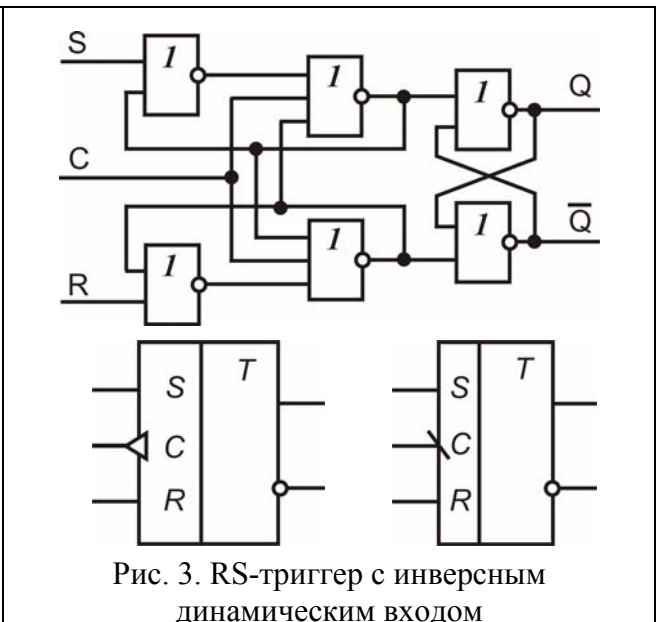 S 1 1 1 Q
C
R 1 1 1 Q̅
S T S T
C C
R R
Рис. 3. RS-триггер с инверсным
динамическим входом